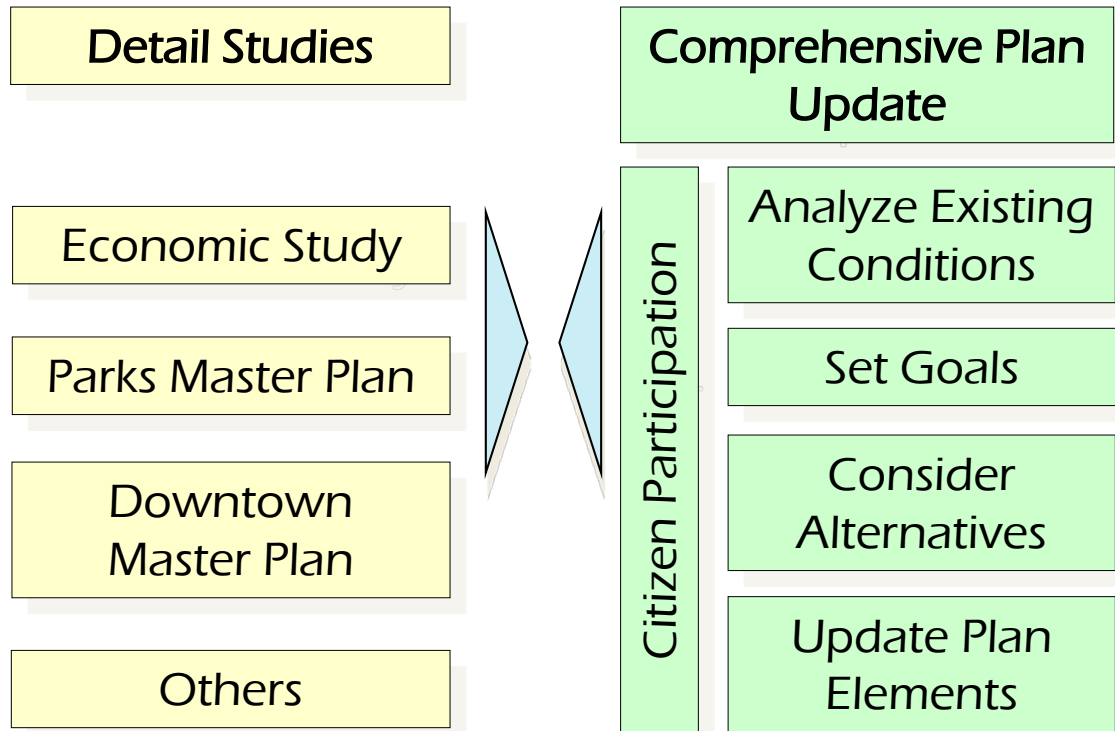 Detail Studies
Economic Study
Parks Master Plan
Downtown
Master Plan
Others
Comprehensive Plan
Update
Citizen Participation
Analyze Existing
Conditions
Set Goals
Consider
Alternatives
Update Plan
Elements